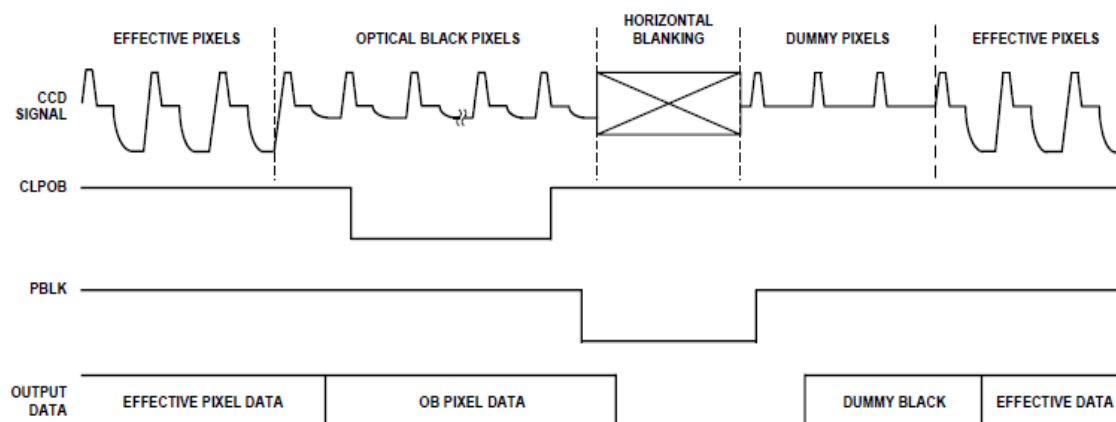 EFFECTIVE PIXELS
OPTICAL BLACK PIXELS
HORIZONTAL
BLANKING
DUMMY PIXELS
EFFECTIVE PIXELS
CCD
SIGNAL
CLPOB
PBLK
OUTPUT
DATA
EFFECTIVE PIXEL DATA
OB PIXEL DATA
DUMMY BLACK
EFFECTIVE DATA